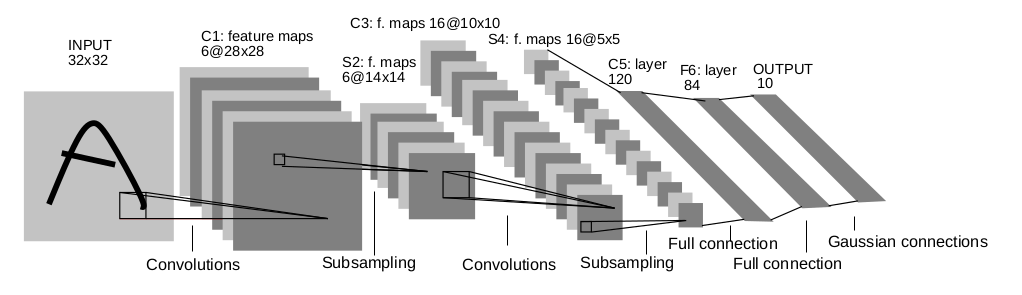 INPUT
32x32
C1: feature maps
6@28x28
S2: f. maps
6@14x14
C3: f. maps 16@10x10
S4: f. maps 16@5x5
C5: layer
120
F6: layer
84
OUTPUT
10
Convolutions
Subsampling
Convolutions
Subsampling
Full connection
Full connection
Gaussian connections